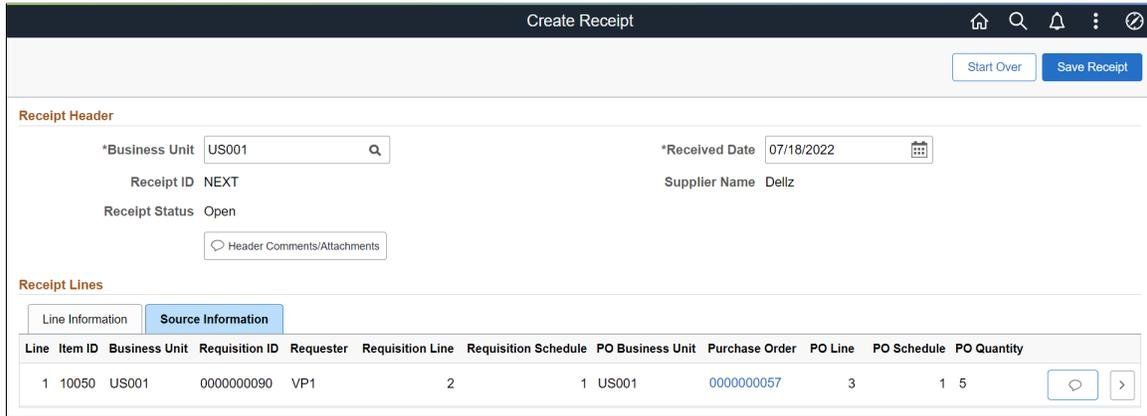 Create Receipt
Start Over Save Receipt
Receipt Header
*Business Unit US001 *Received Date 07/18/2022
Receipt ID NEXT Supplier Name Dellz
Receipt Status Open
Header Comments/Attachments
Receipt Lines
Line Information Source Information
Line Item ID Business Unit Requisition ID Requester Requisition Line Requisition Schedule PO Business Unit Purchase Order PO Line PO Schedule PO Quantity
1 10050 US001 0000000090 VP1 2 1 US001 0000000057 3 1 5